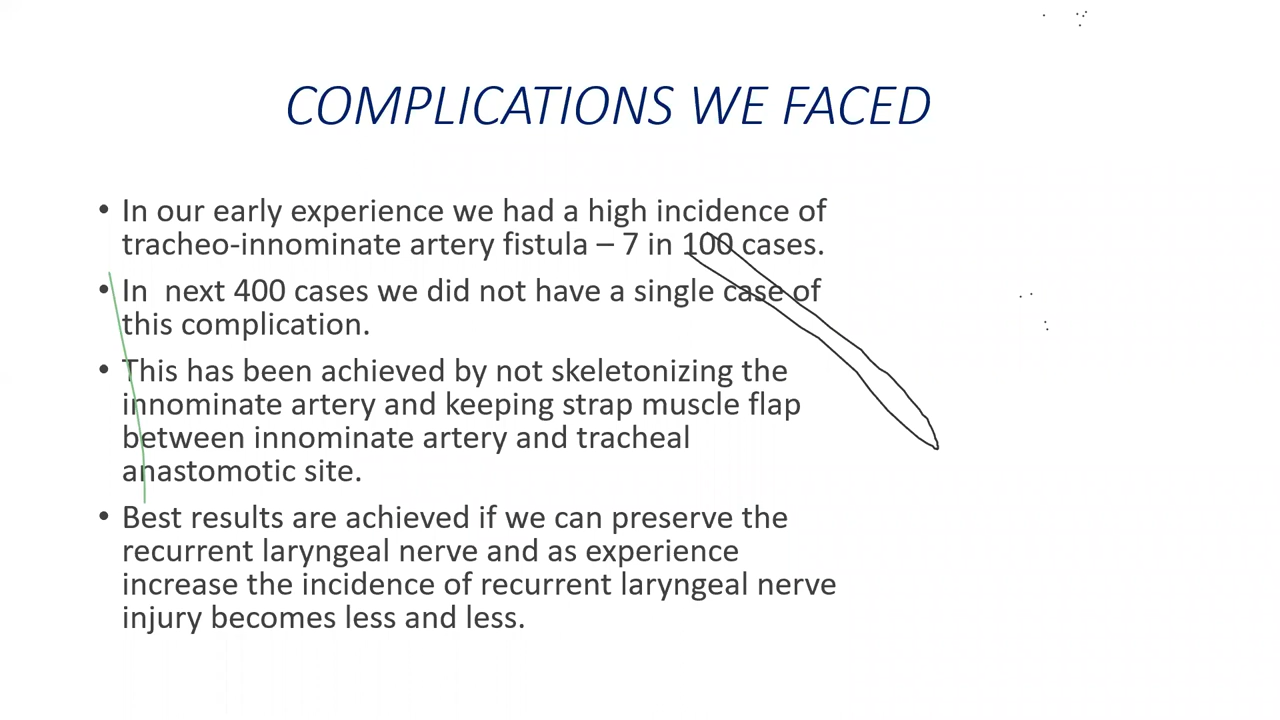 COMPLICATIONS WE FACED
• In our early experience we had a high incidence of
tracheo-innominate artery fistula – 7 in 100 cases.
• In  next 400 cases we did not have a single case of
this complication.
• This has been achieved by not skeletonizing the
innominate artery and keeping strap muscle flap
between innominate artery and tracheal
anastomotic site.
• Best results are achieved if we can preserve the
recurrent laryngeal nerve and as experience
increase the incidence of recurrent laryngeal nerve
injury becomes less and less.